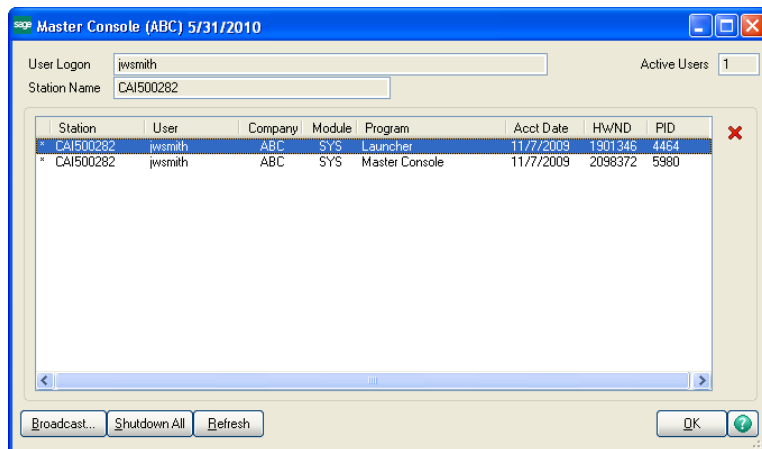 sage Master Console (ABC) 5/31/2010
User Logon jwsmith Active Users 1
Station Name CAI500282
Station User Company Module Program Acct Date HWND PID
* CAI500282 jwsmith ABC SYS Launcher 11/7/2009 1901346 4464
* CAI500282 jwsmith ABC SYS Master Console 11/7/2009 2098372 5980
Broadcast... Shutdown All Refresh OK ?